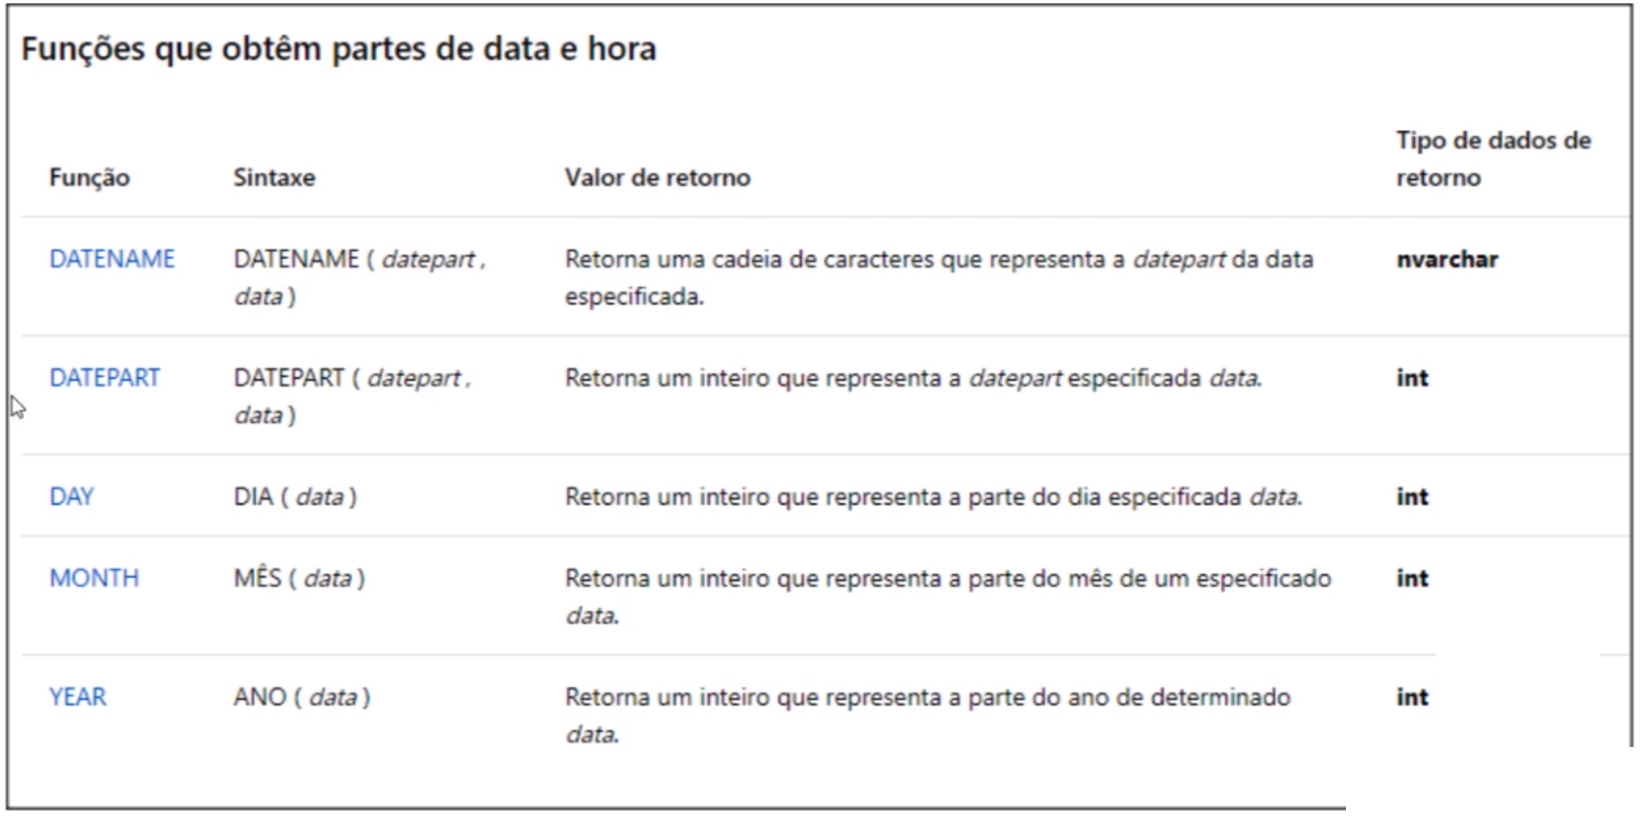 Funções que obtêm partes de data e hora
Tipo de dados de
Função Sintaxe Valor de retorno retorno
DATENAME DATENAME ( datepart , Retorna uma cadeia de caracteres que representa a datepart da data nvarchar
data ) especificada.
DATEPART DATEPART ( datepart , Retorna um inteiro que representa a datepart especificada data. int
data )
DAY DIA ( data ) Retorna um inteiro que representa a parte do dia especificada data. int
MONTH MÊS ( data ) Retorna um inteiro que representa a parte do mês de um especificado int
data.
YEAR ANO ( data ) Retorna um inteiro que representa a parte do ano de determinado int
data.